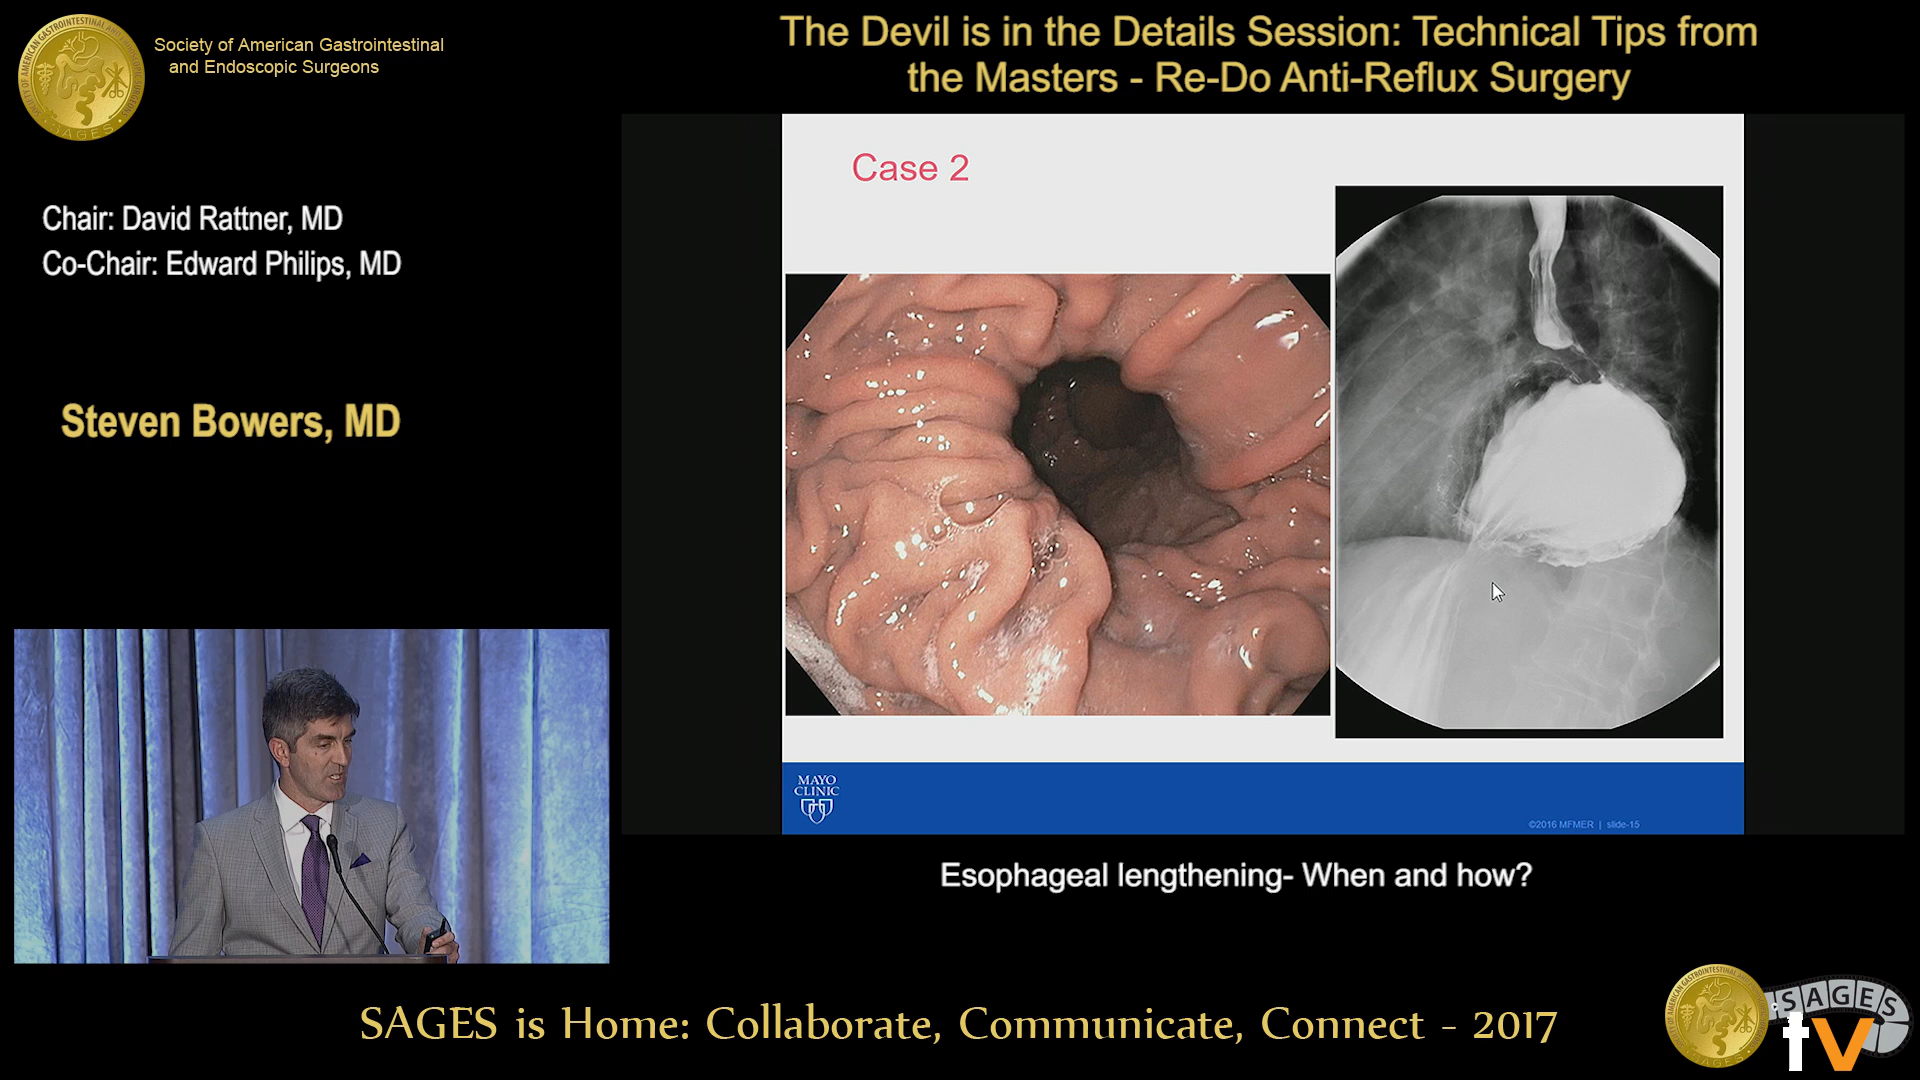 Society of American Gastrointestinal
and Endoscopic Surgeons
The Devil is in the Details Session: Technical Tips from
the Masters - Re-Do Anti-Reflux Surgery
Chair: David Rattner, MD
Co-Chair: Edward Philips, MD
Steven Bowers, MD
Case 2
MAYO
CLINIC
©2016 MFMER | slide-15
Esophageal lengthening- When and how?
SAGES is Home: Collaborate, Communicate, Connect - 2017
SAGES
tV